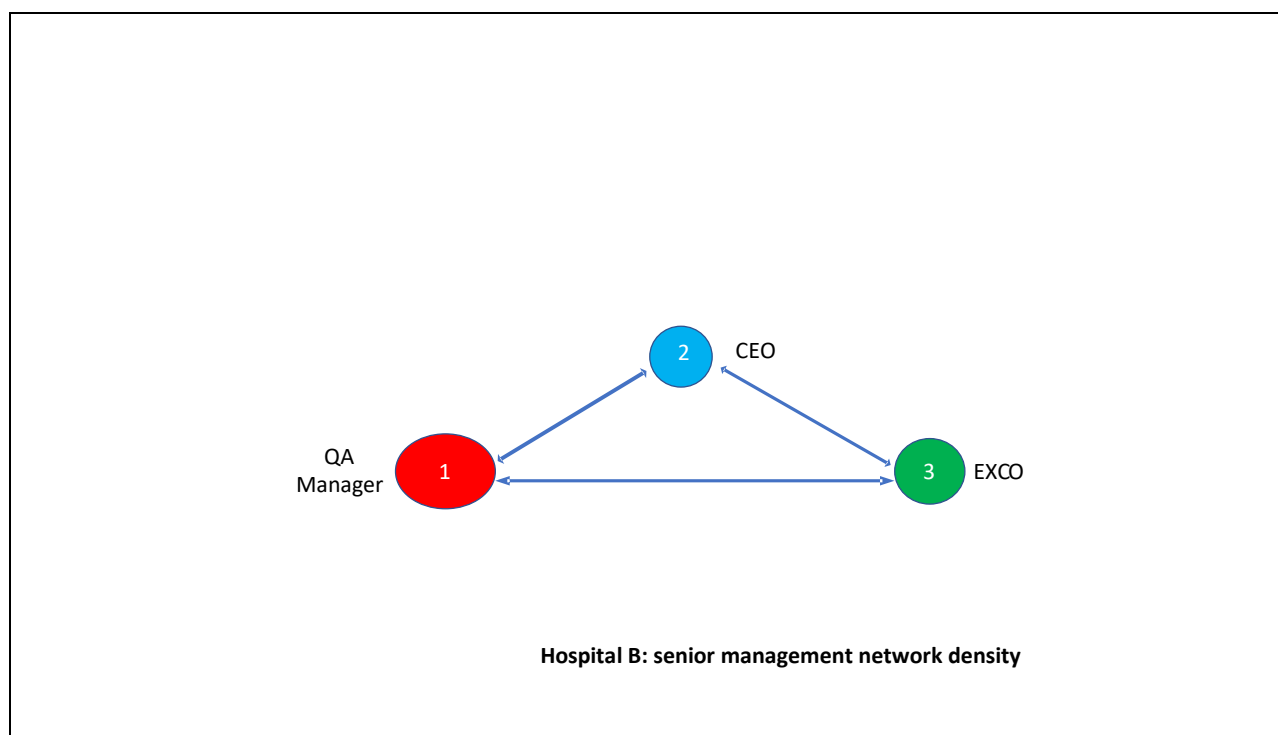 2
CEO
QA
Manager
1
3
EXCO
Hospital B: senior management network density